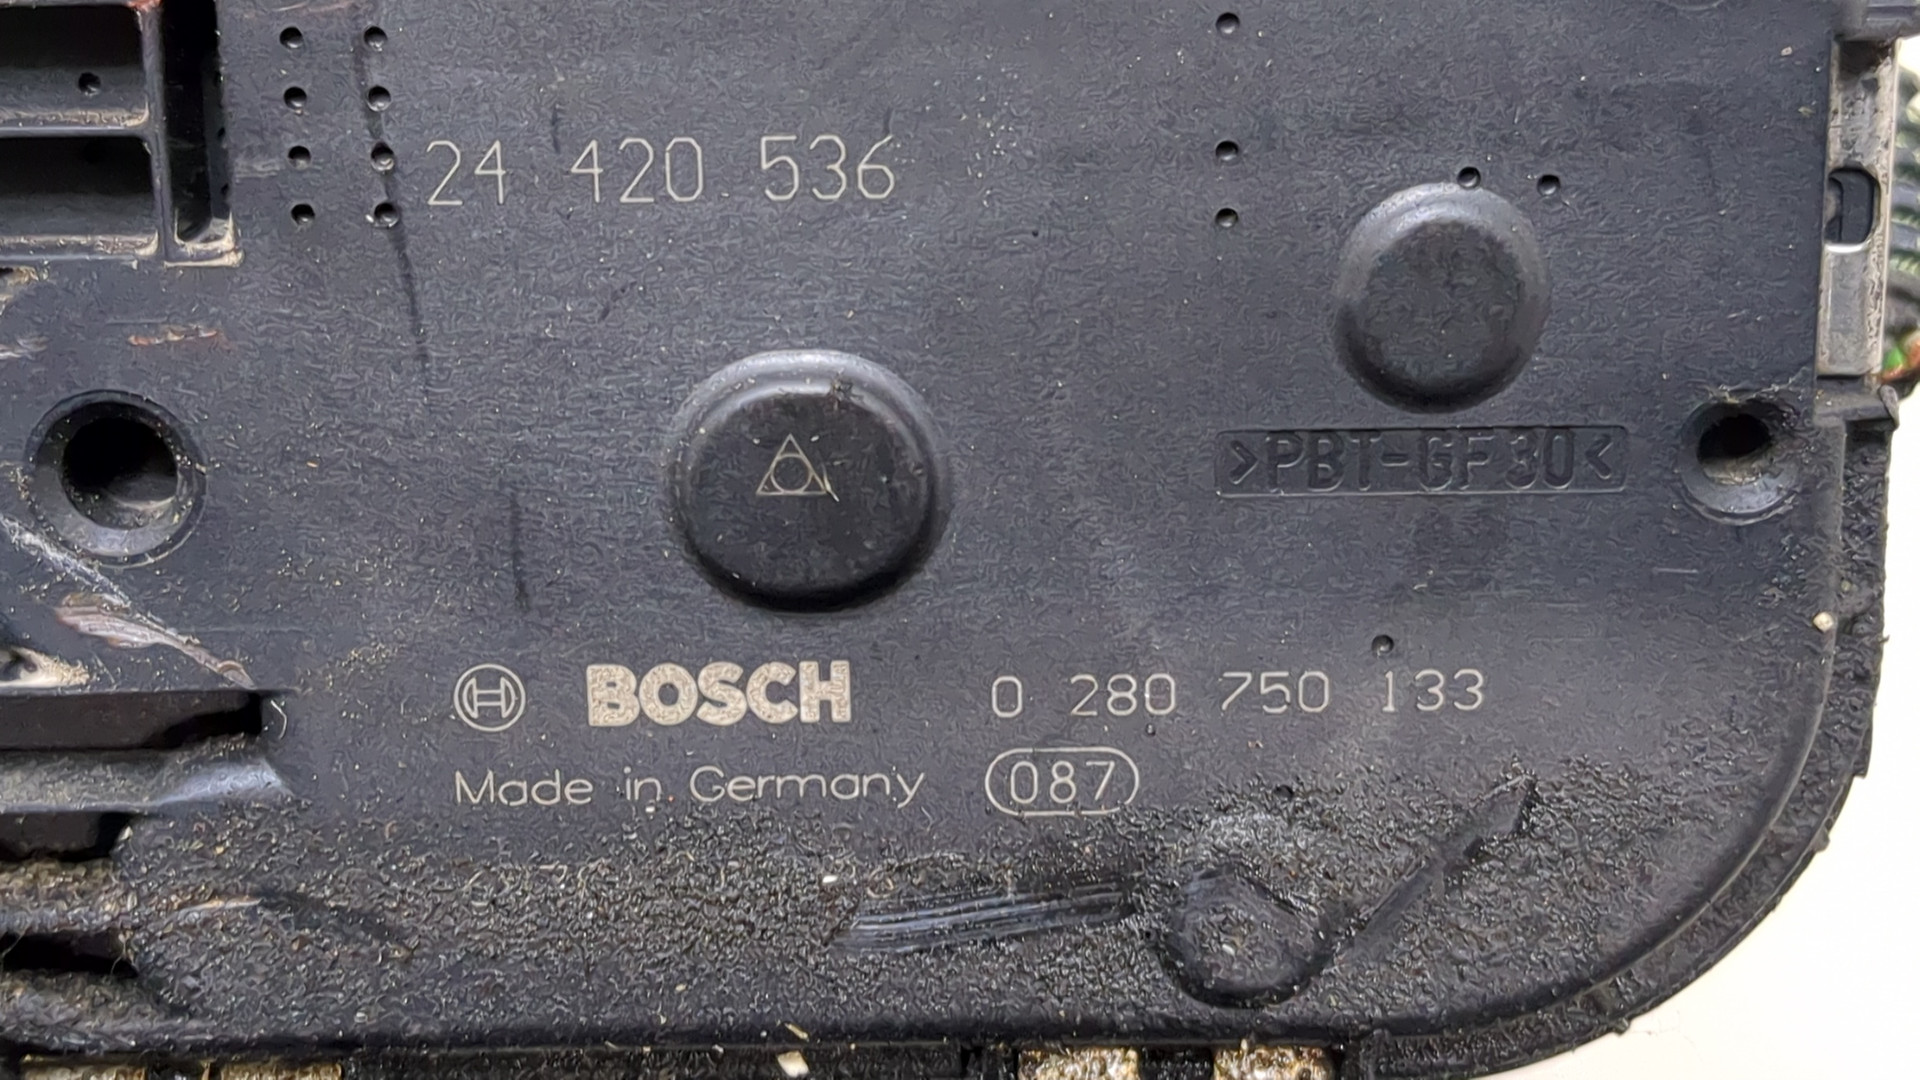 24 420 536
>PBT-GF30<
BOSCH 0 280 750 133
Made in Germany 087